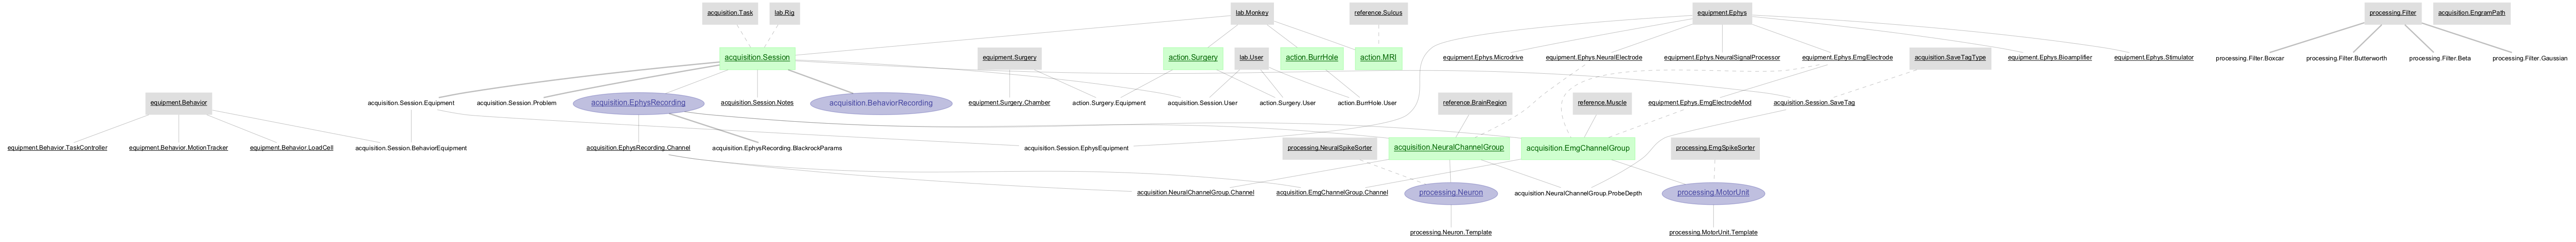 acquisition.Task
lab.Rig
lab.Monkey
reference.Sulcus
equipment.Ephys
processing.Filter
acquisition.EngramPath
acquisition.Session
equipment.Surgery
action.Surgery
lab.User
action.BurrHole
action.MRI
equipment.Ephys.Microdrive
equipment.Ephys.NeuralElectrode
equipment.Ephys.NeuralSignalProcessor
equipment.Ephys.EmgElectrode
acquisition.SaveTagType
equipment.Ephys.Bioamplifier
equipment.Ephys.Stimulator
processing.Filter.Boxcar
processing.Filter.Butterworth
processing.Filter.Beta
processing.Filter.Gaussian
equipment.Behavior
acquisition.Session.Equipment
acquisition.Session.Problem
acquisition.EphysRecording
acquisition.Session.Notes
acquisition.BehaviorRecording
equipment.Surgery_Chamber
action.Surgery.Equipment
acquisition.Session.User
action.Surgery.User
action.BurrHole.User
reference.BrainRegion
reference.Muscle
equipment.Ephys.EmgElectrodeMod
acquisition.Session.SaveTag
equipment.Behavior.TaskController
equipment.Behavior.MotionTracker
equipment.Behavior.LoadCell
acquisition.Session.BehaviorEquipment
acquisition.EphysRecording.Channel
acquisition.EphysRecording.BlackrockParams
acquisition.Session.EphysEquipment
processing.NeuralSpikeSorter
acquisition.NeuralChannelGroup
acquisition.EmgChannelGroup
processing.EmgSpikeSorter
acquisition.NeuralChannelGroup.Channel
acquisition.EmgChannelGroup.Channel
processing.Neuron
acquisition.NeuralChannelGroup.ProbeDepth
processing.MotorUnit
processing.Neuron.Template
processing.MotorUnit.Template